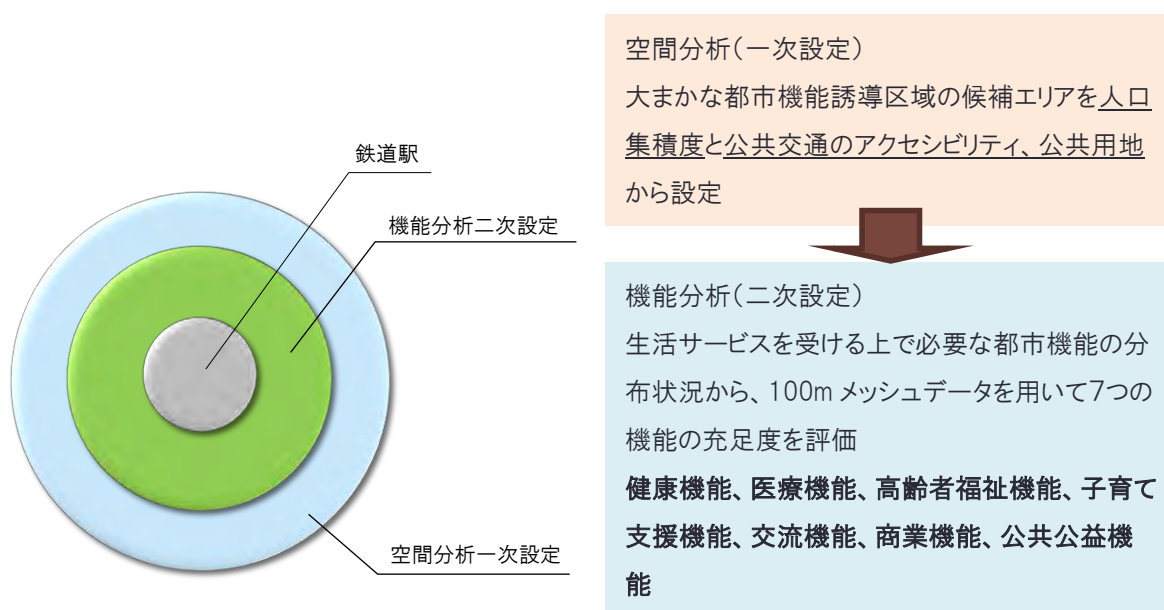 鉄道駅
機能分析二次設定
空間分析一次設定
空間分析（一次設定）
大まかな都市機能誘導区域の候補エリアを人口
集積度と公共交通のアクセシビリティ、公共用地
から設定
機能分析（二次設定）
生活サービスを受ける上で必要な都市機能の分
布状況から、100m メッシュデータを用いて7つの
機能の充足度を評価
健康機能、医療機能、高齢者福祉機能、子育て
支援機能、交流機能、商業機能、公共公益機
能